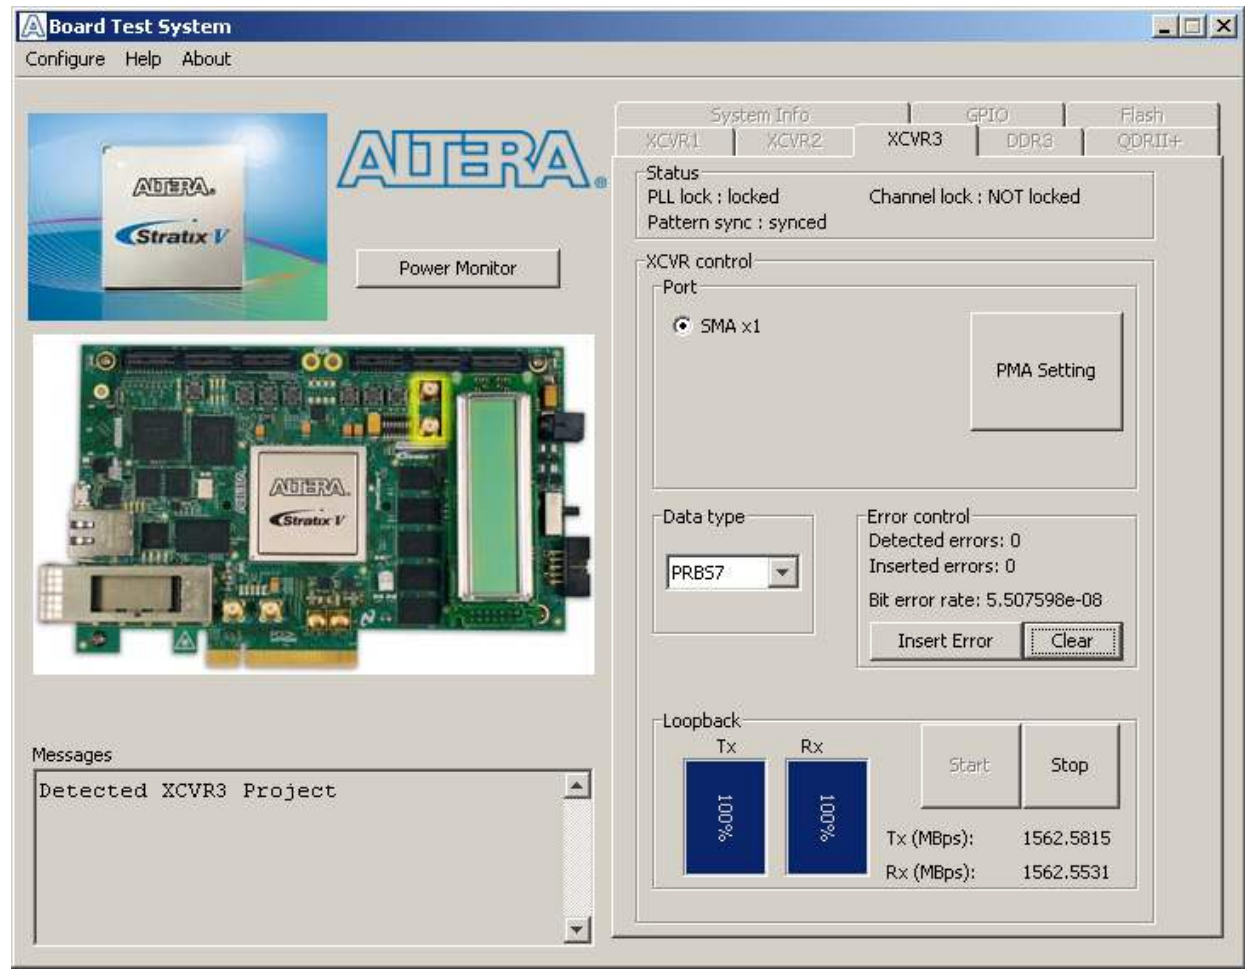 Board Test System
Configure Help About
ALTERA.
Stratix V
ALTERA®
Power Monitor
ALTERA
ALTERA.
Stratix V
Messages
Detected XCVR3 Project
System Info GPIO Flash
XCVR1 XCVR2 XCVR3 DDR3 QDRII+
Status
PLL lock : locked Channel lock : NOT locked
Pattern sync : synced
XCVR control
Port
SMA x1
PMA Setting
Data type
PRBS7
Error control
Detected errors: 0
Inserted errors: 0
Bit error rate: 5.507598e-08
Insert Error Clear
Loopback
Tx Rx
100% 100%
Start Stop
Tx (MBps): 1562.5815
Rx (MBps): 1562.5531